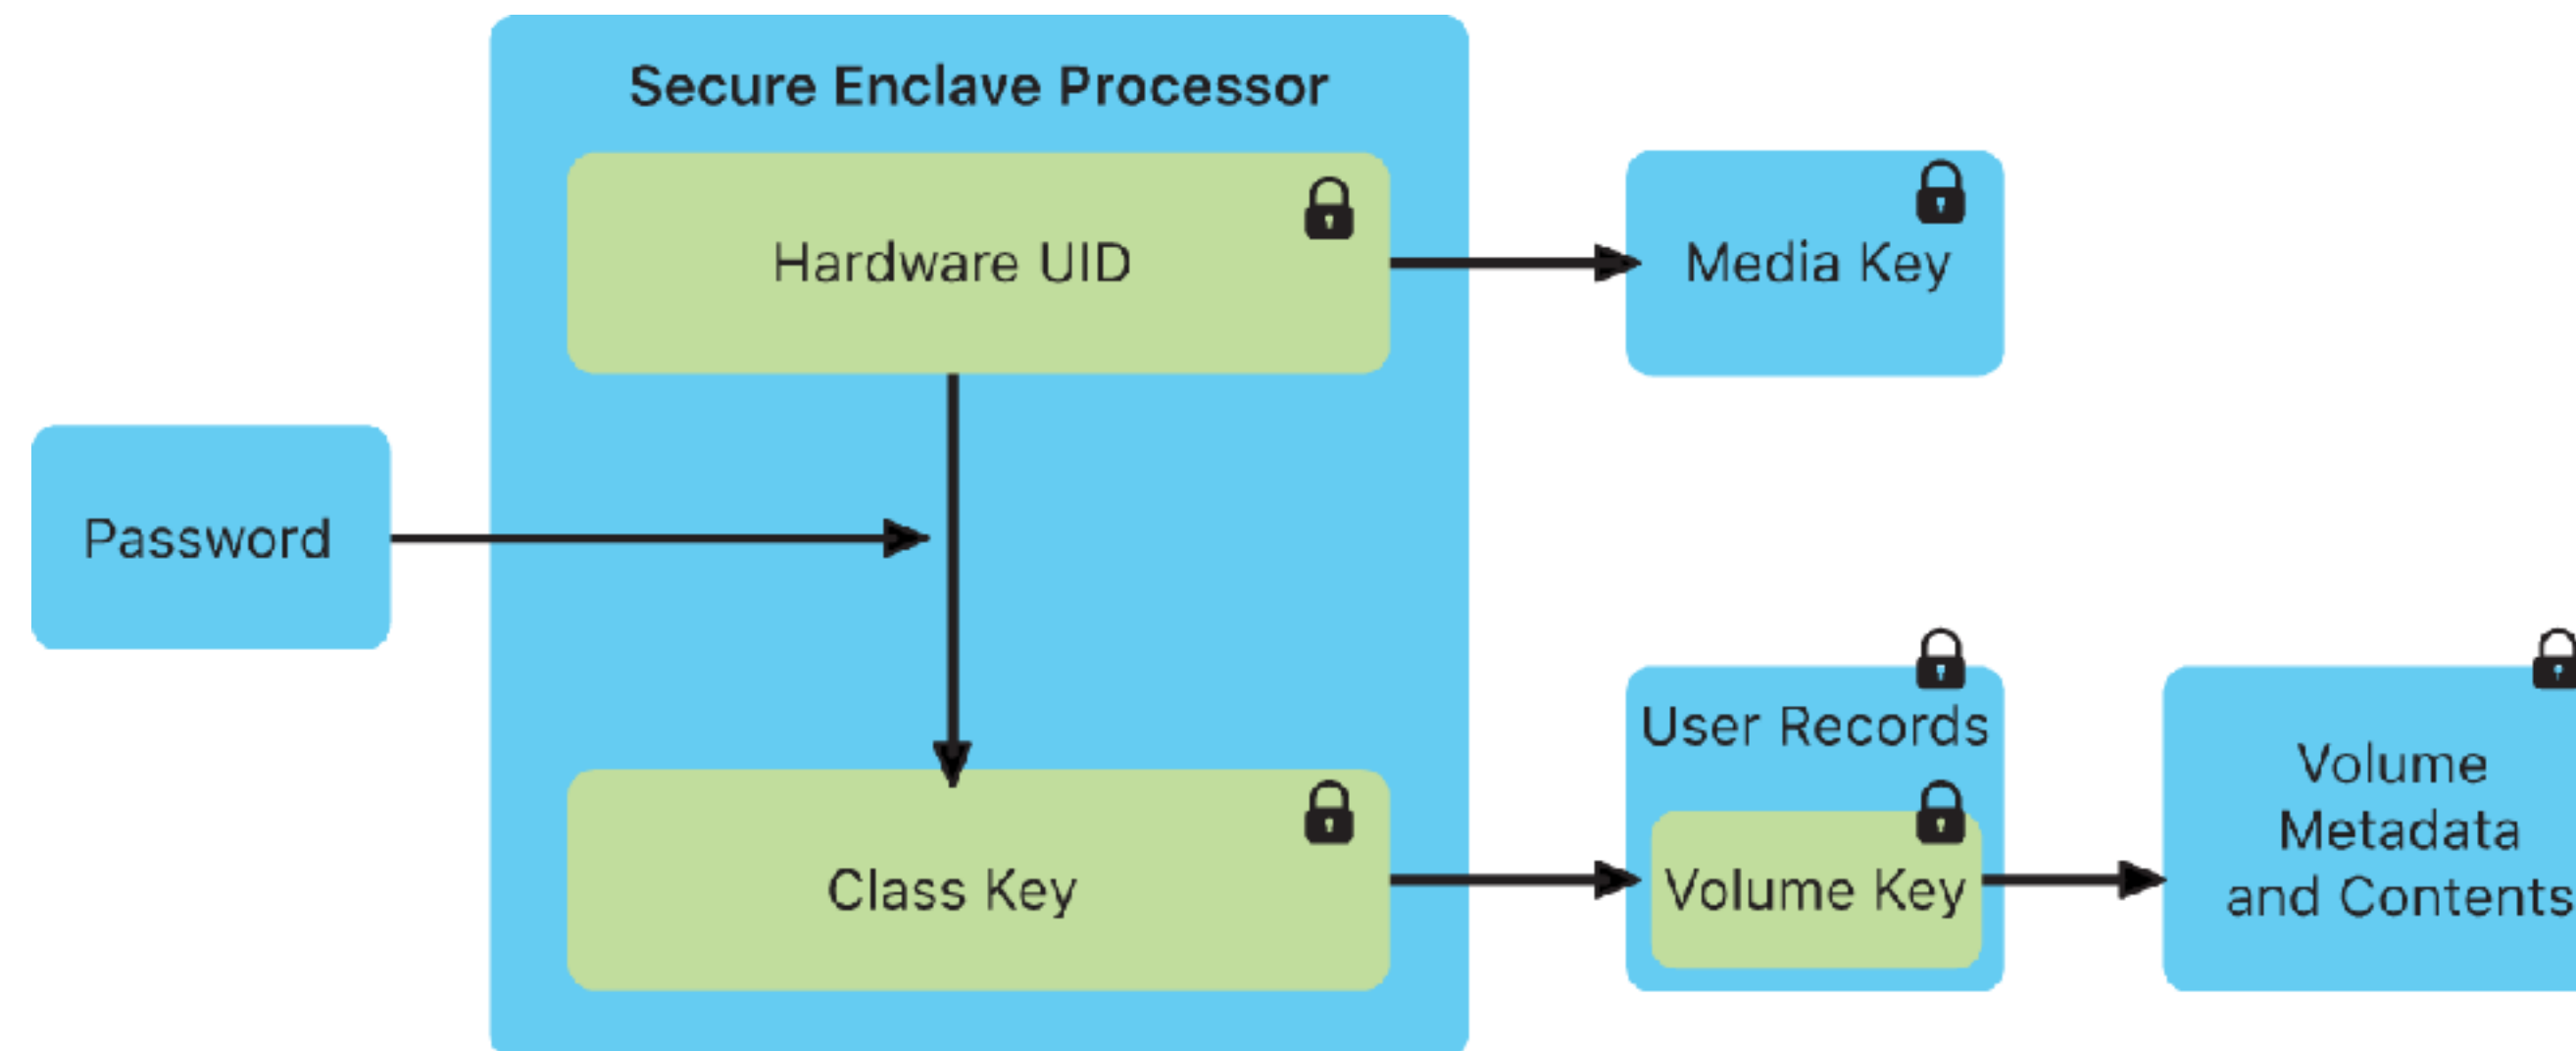 Secure Enclave Processor
Hardware UID
Media Key
Password
User Records
Class Key
Volume Key
Volume
Metadata
and Contents